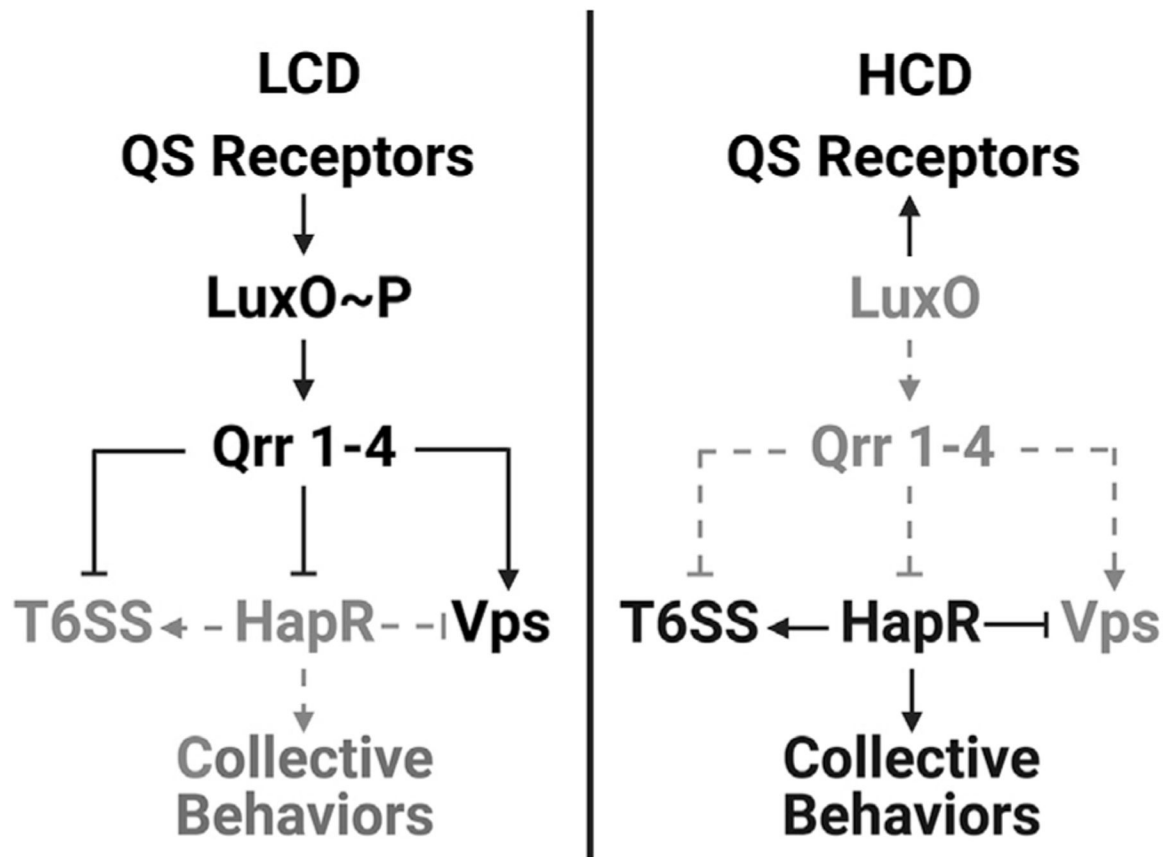 LCD
QS Receptors
LuxO~P
Qrr 1-4
T6SS HapR Vps
Collective
Behaviors
HCD
QS Receptors
LuxO
Qrr 1-4
T6SS HapR Vps
Collective
Behaviors